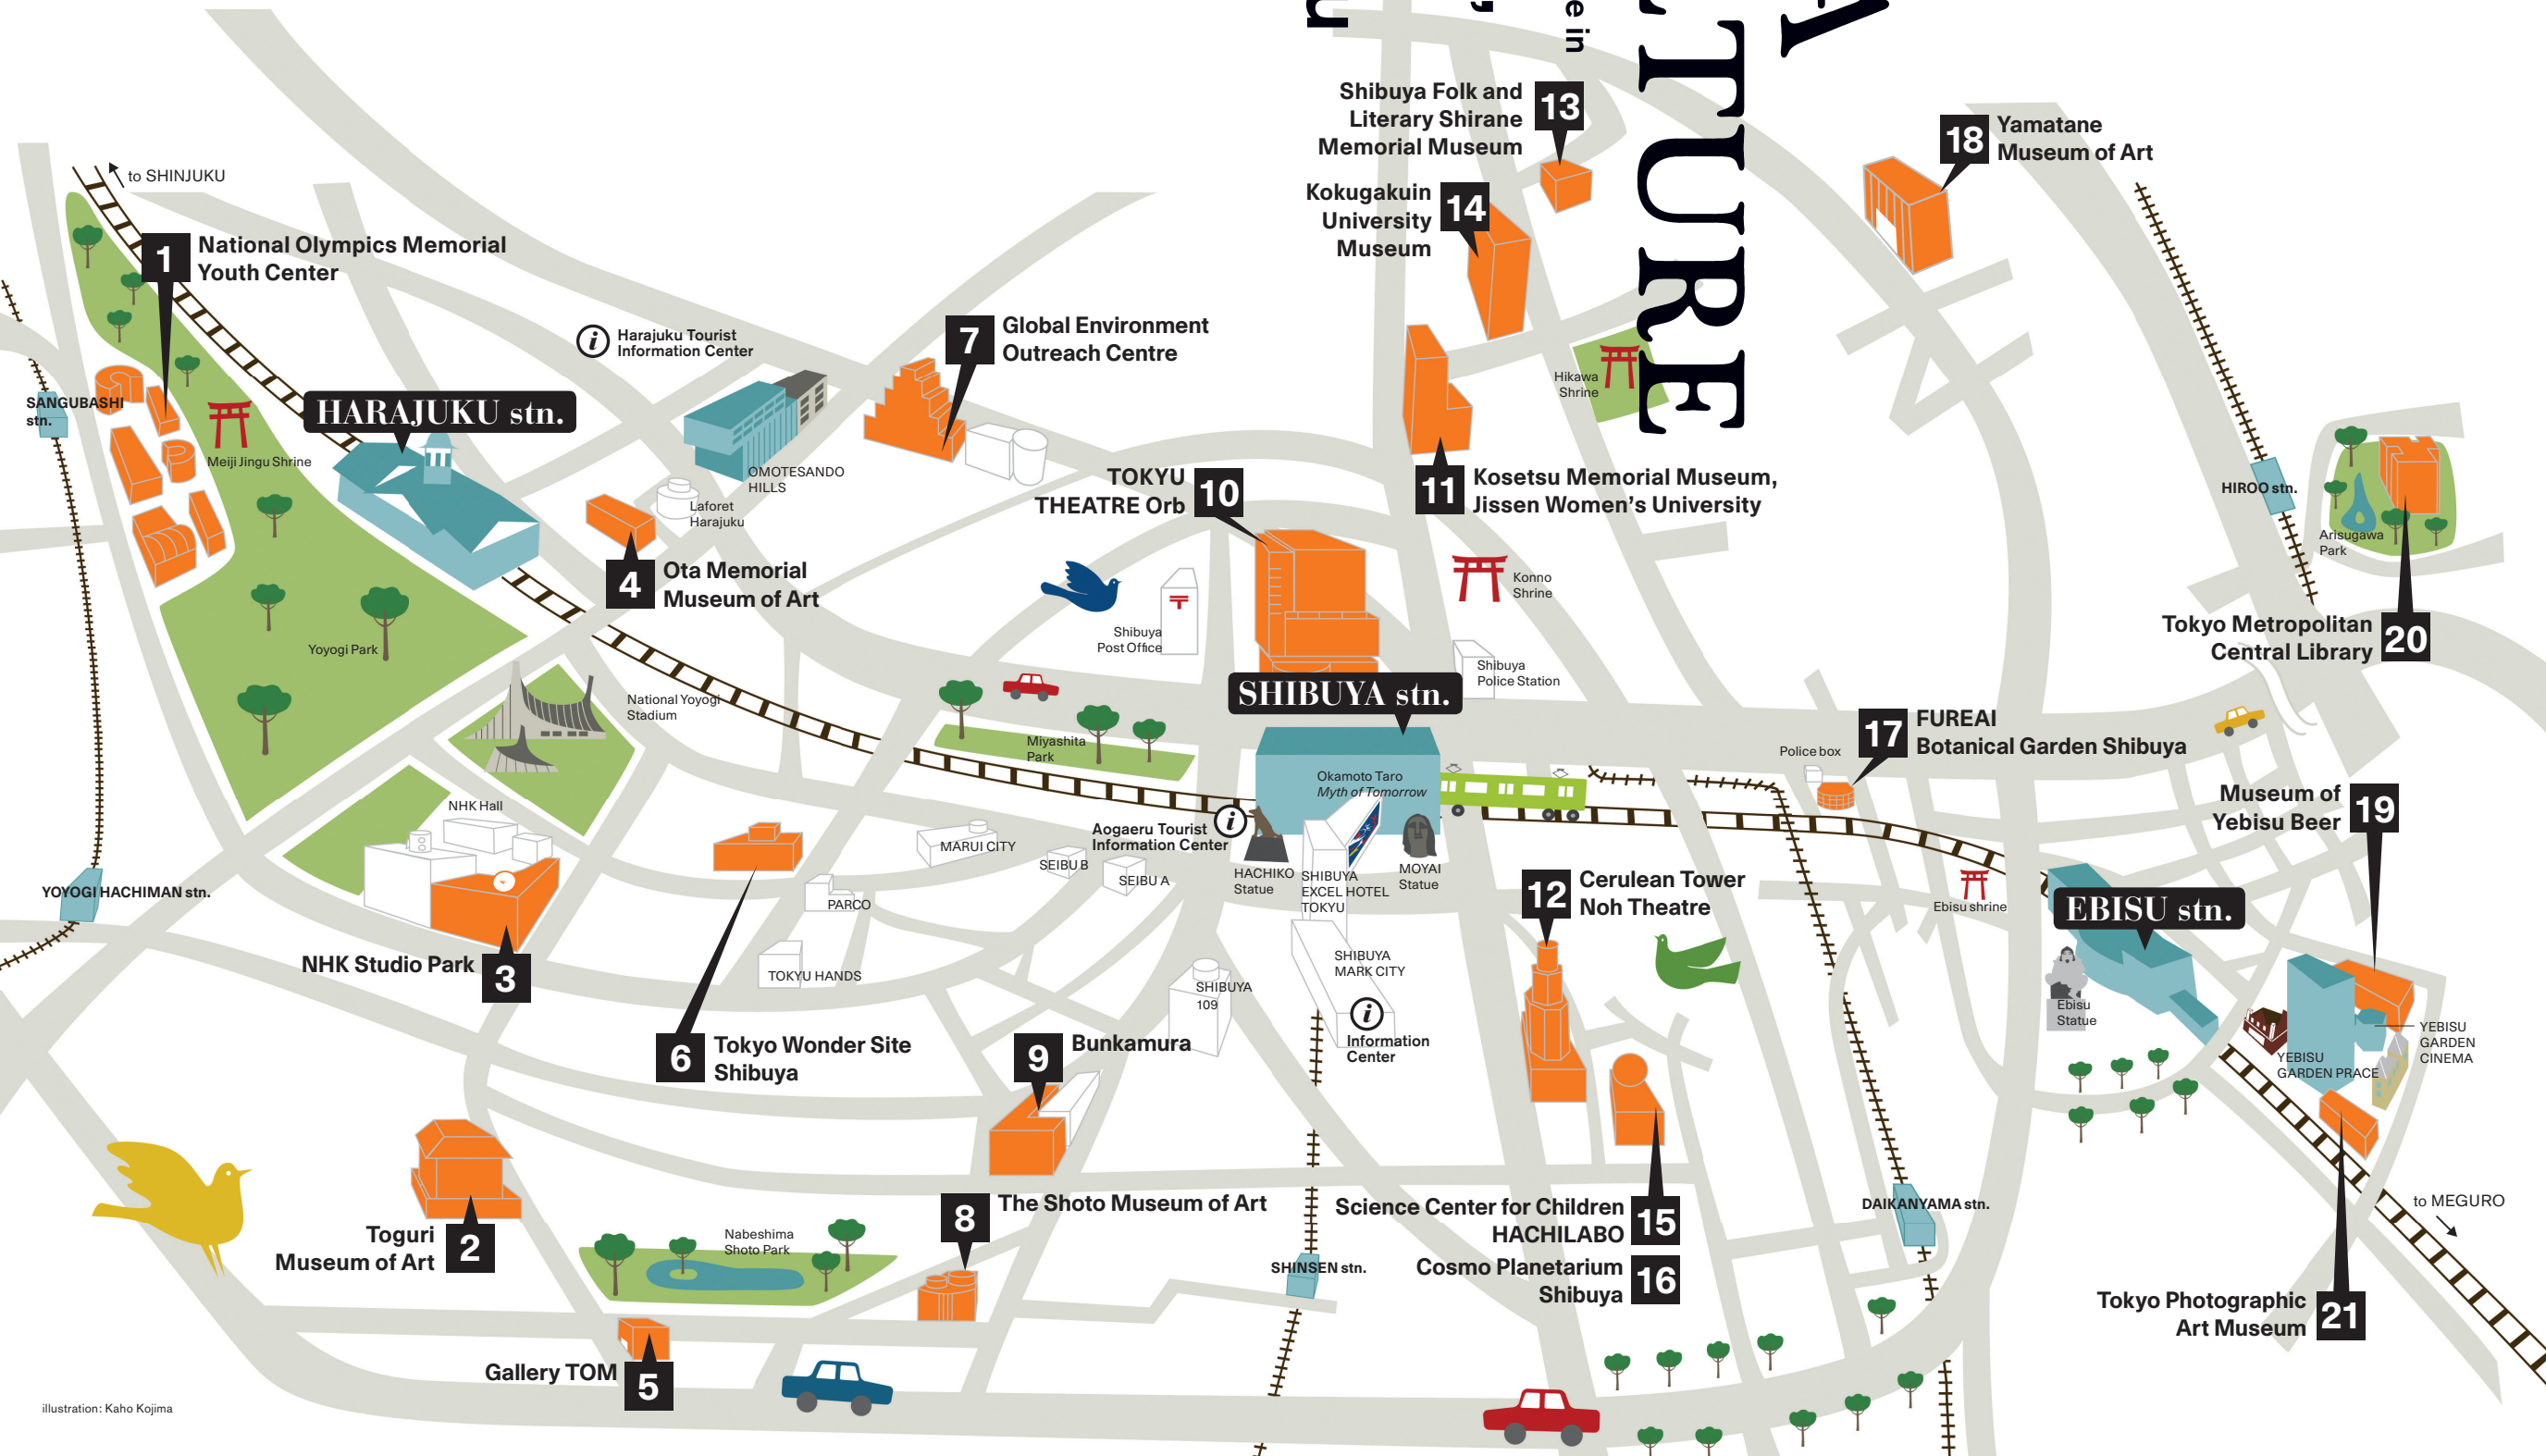 u
e in
TURE
A
to SHINJUKU
1
National Olympics Memorial
Youth Center
SANGUBASHI
stn.
HARAJUKU stn.
Meiji Jingu Shrine
i
Harajuku Tourist
Information Center
OMOTESANDO
HILLS
Laforet
Harajuku
4
Ota Memorial
Museum of Art
7
Global Environment
Outreach Centre
Shibuya Folk and
Literary Shirane
Memorial Museum
13
Kokugakuin
University
Museum
14
18
Yamatane
Museum of Art
Hikawa
Shrine
TOKYU
THEATRE Orb
10
11
Kosetsu Memorial Museum,
Jissen Women's University
HIROO stn.
Arisugawa
Park
Tokyo Metropolitan
Central Library
20
Konno
Shrine
Shibuya
Post Office
Shibuya
Police Station
SHIBUYA stn.
Yoyogi Park
National Yoyogi
Stadium
Miyashita
Park
Okamoto Taro
Myth of Tomorrow
Police box
17
FUREAI
Botanical Garden Shibuya
Museum of
Yebisu Beer
19
NHK Hall
YOYOGI HACHIMAN stn.
NHK Studio Park
3
MARUI CITY
Aogaeru Tourist
Information Center
i
SEIBU B
SEIBU A
PARCO
TOKYU HANDS
HACHIKO
Statue
SHIBUYA
EXCEL HOTEL
TOKYU
MOYAI
Statue
12
Cerulean Tower
Noh Theatre
Ebisu shrine
EBISU stn.
SHIBUYA
MARK CITY
SHIBUYA
109
i
Information
Center
Ebisu
Statue
YEBISU
GARDEN PRACE
YEBISU
GARDEN
CINEMA
6
Tokyo Wonder Site
Shibuya
9
Bunkamura
Toguri
Museum of Art
2
Nabeshima
Shoto Park
8
The Shoto Museum of Art
SHINSEN stn.
Science Center for Children
HACHILABO
15
Cosmo Planetarium
Shibuya
16
DAIKANYAMA stn.
to MEGURO
Tokyo Photographic
Art Museum
21
Gallery TOM
5
illustration: Kaho Kojima